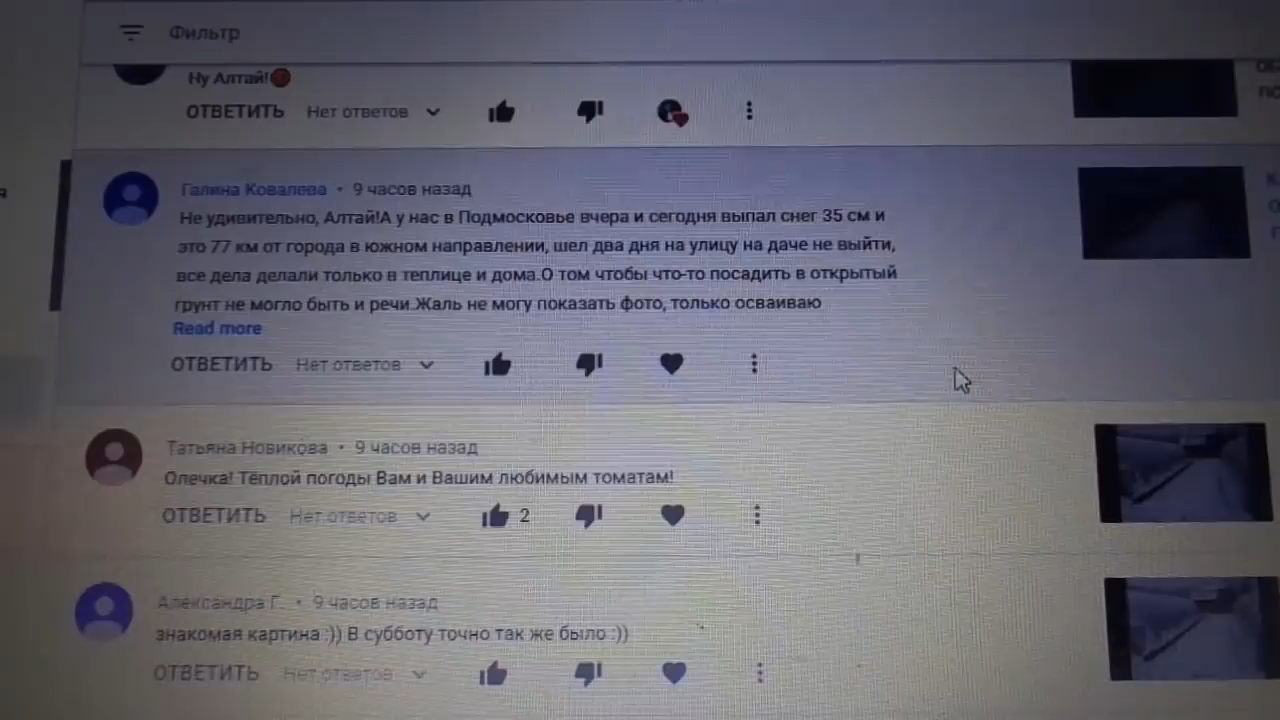 Фильтр
Ну Алтай!
ОТВЕТИТЬ Нет ответов
Галина Ковалева • 9 часов назад
Не удивительно, Алтай!А у нас в Подмосковье вчера и сегодня выпал снег 35 см и
это 77 км от города в южном направлении, шел два дня на улицу на даче не выйти,
все дела делали только в теплице и дома.О том чтобы что-то посадить в открытый
грунт не могло быть и речи.Жаль не могу показать фото, только осваиваю
Read more
ОТВЕТИТЬ Нет ответов
Татьяна Новикова • 9 часов назад
Олечка! Тёплой погоды Вам и Вашим любимым томатам!
ОТВЕТИТЬ Нет ответов 2
Александра Г. • 9 часов назад
знакомая картина :)) В субботу точно так же было :))
ОТВЕТИТЬ Нет ответов